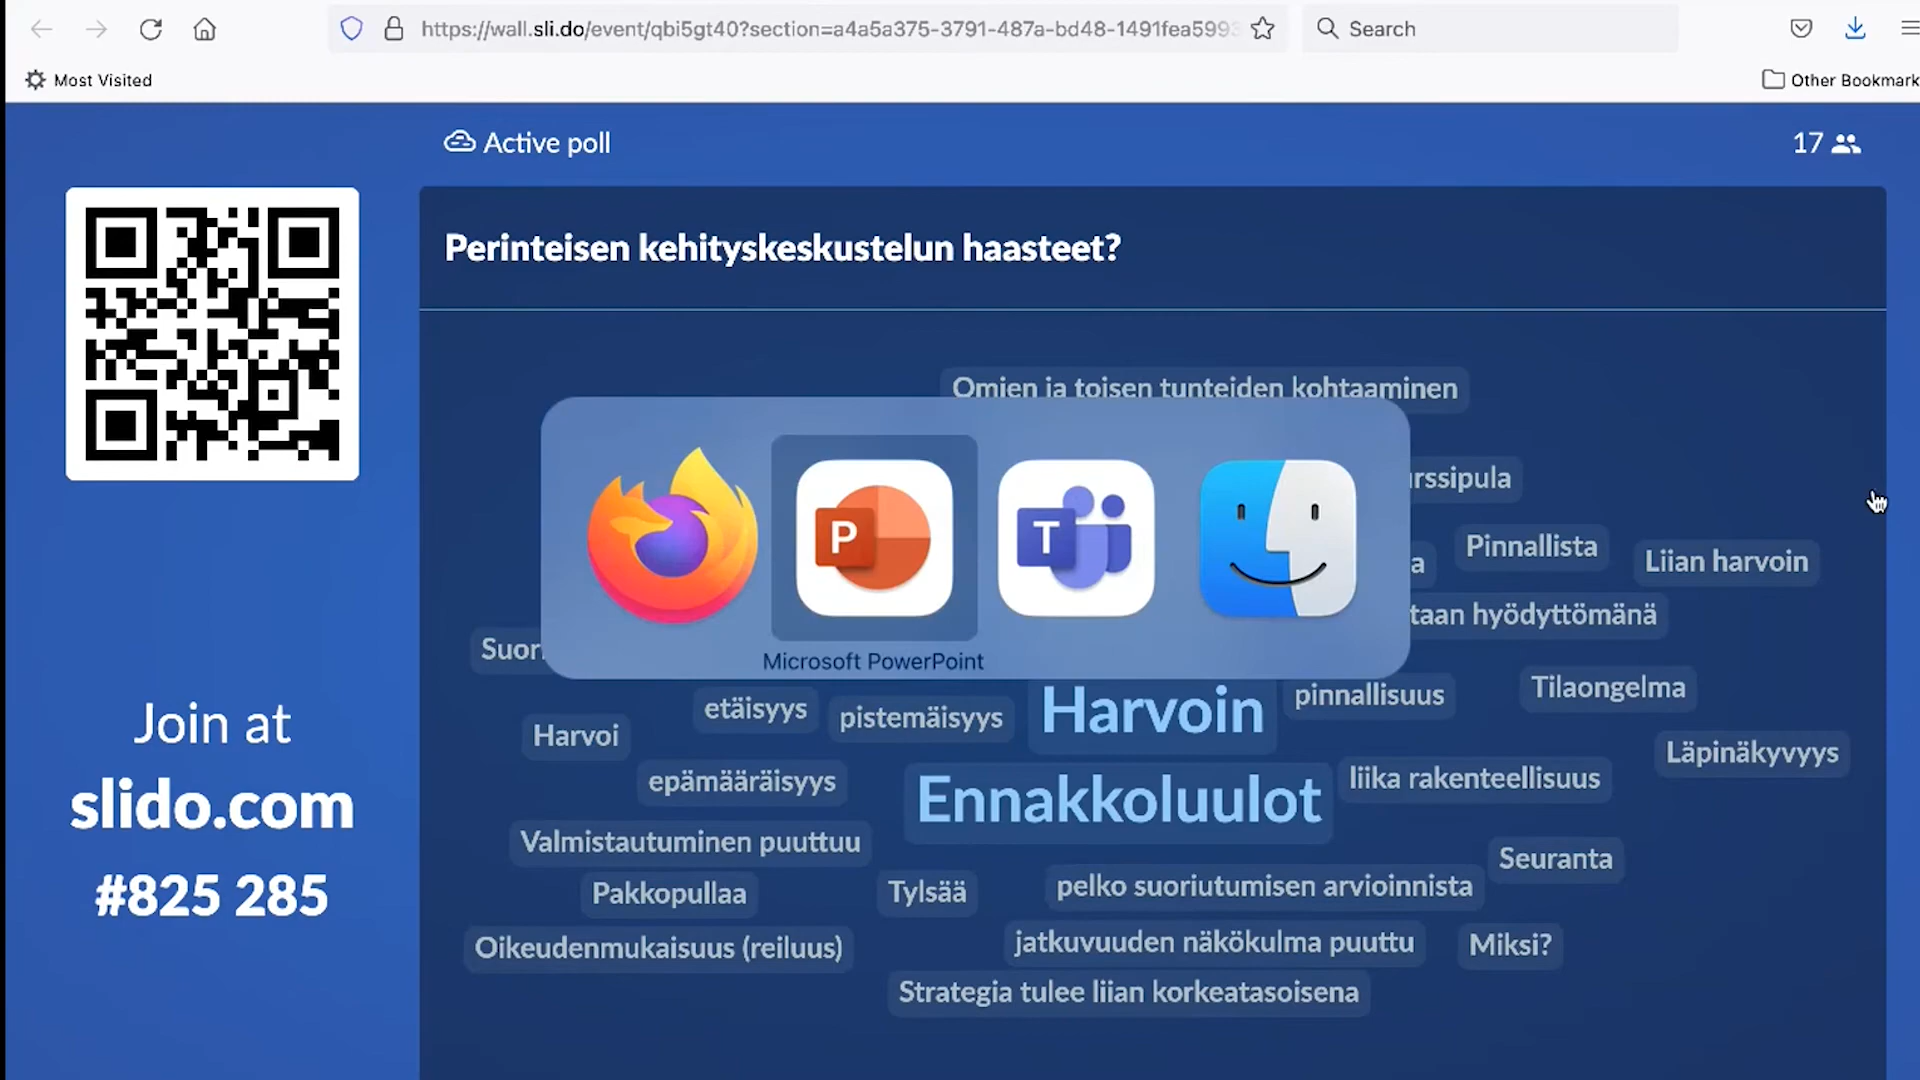 https://wall.sli.do/event/qbi5gt40?section=a4a5a375-3791-487a-bd48-1491fea5993
Search
Most Visited
Other Bookmark
Active poll
17
Perinteisen kehityskeskustelun haasteet?
Omien ja toisen tunteiden kohtaaminen
rssipula
Pinnallista
a
Liian harvoin
taan hyödyttömänä
Suori
P
T
Microsoft PowerPoint
Tilaongelma
etäisyys
pistemäisyys
Harvoin
pinnallisuus
Harvoi
Läpinäkyvyys
epämääräisyys
Ennakkoluulot
liika rakenteellisuus
Valmistautuminen puuttuu
Seuranta
Pakkopullaa
Tylsää
pelko suoriutumisen arvioinnista
Oikeudenmukaisuus (reiluus)
jatkuvuuden näkökulma puuttu
Miksi?
Strategia tulee liian korkeatasoisena
Join at
slido.com
#825 285